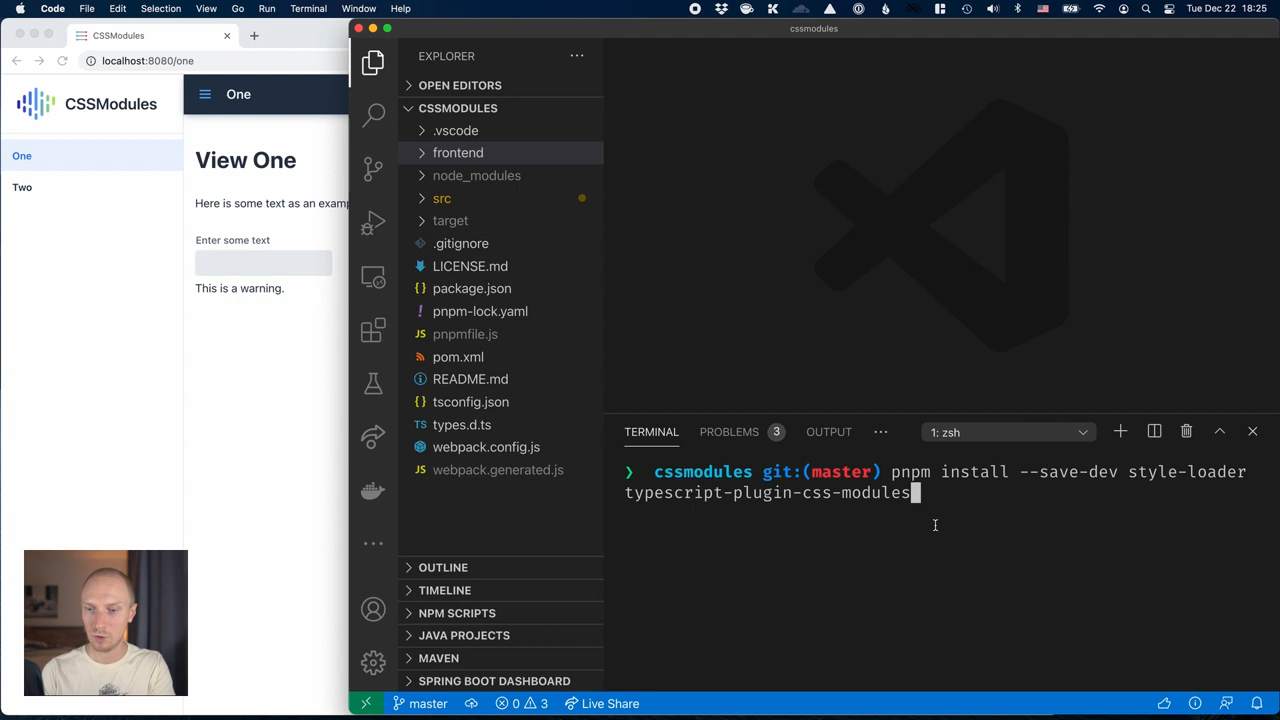 Code File Edit Selection View Go Run Terminal Window Help Tue Dec 22 18:25
CSSModules
localhost:8080/one
CSSModules
One
Two
One
View One
Here is some text as an examp
Enter some text
This is a warning.
cssmodules
EXPLORER
OPEN EDITORS
CSSMODULES
.vscode
frontend
node_modules
src
target
.gitignore
LICENSE.md
package.json
pnpm-lock.yaml
JS pnpmfile.js
pom.xml
README.md
tsconfig.json
TS types.d.ts
webpack.config.js
JS webpack.generated.js
OUTLINE
TIMELINE
NPM SCRIPTS
JAVA PROJECTS
MAVEN
SPRING BOOT DASHBOARD
TERMINAL PROBLEMS 3 OUTPUT 1: zsh
❯ cssmodules git:(master) pnpm install --save-dev style-loader
typescript-plugin-css-modules
master 0 3 Live Share